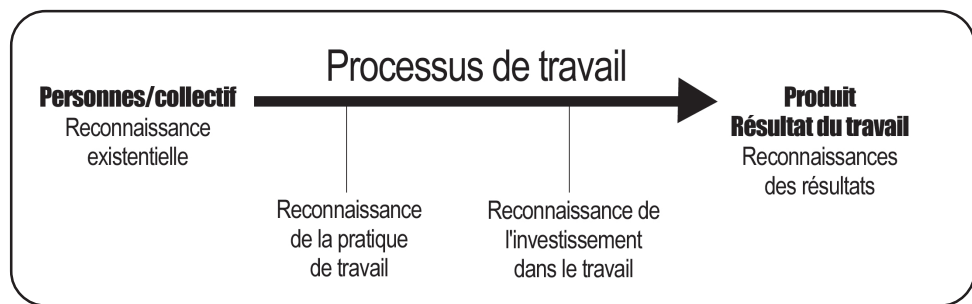 Processus de travail
Personnes/collectif
Reconnaissance
existentielle
Produit
Résultat du travail
Reconnaissances
des résultats
Reconnaissance
de la pratique
de travail
Reconnaissance de
l'investissement
dans le travail